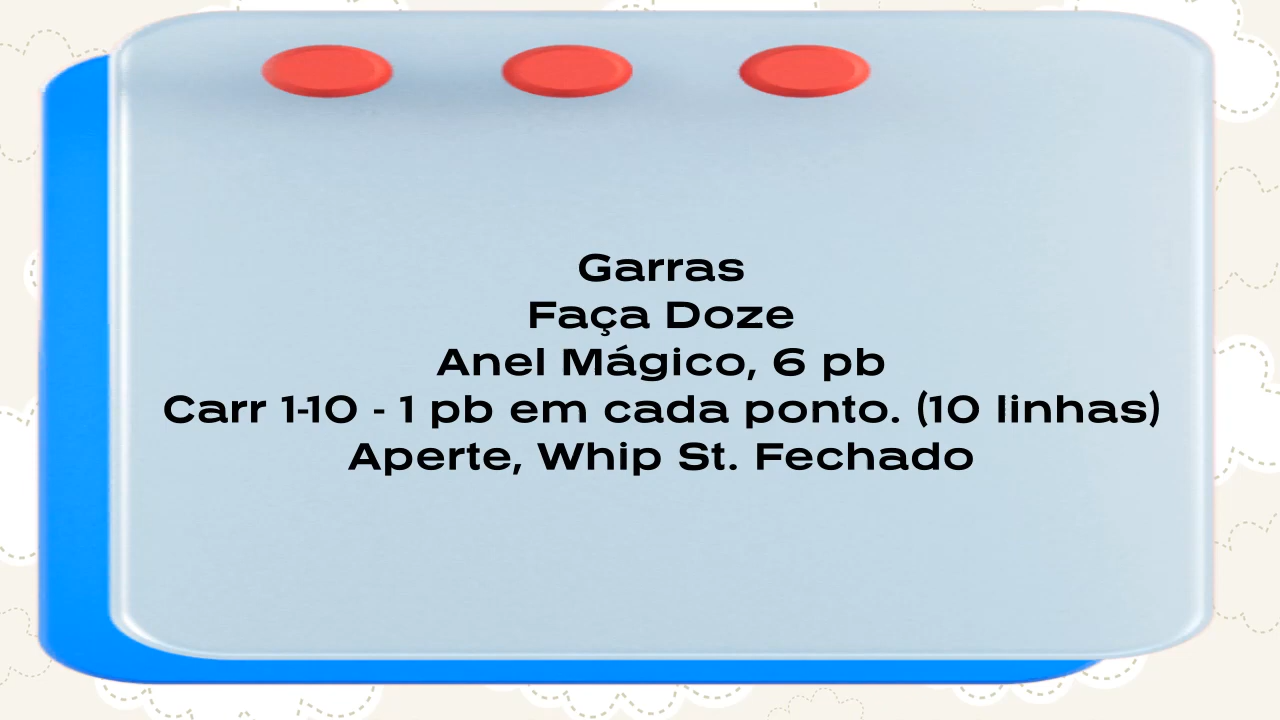 Garras
Faça Doze
Anel Mágico, 6 pb
Carr 1-10 - 1 pb em cada ponto. (10 linhas)
Aperte, Whip St. Fechado